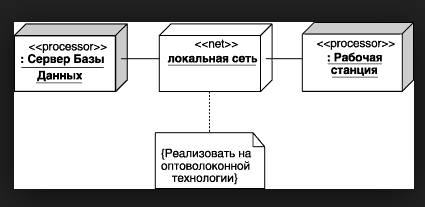 <<processor>>
: Сервер Базы
Данных
<<net>>
локальная сеть
<<processor>>
: Рабочая
станция
{Реализовать на
оптоволоконной
технологии}